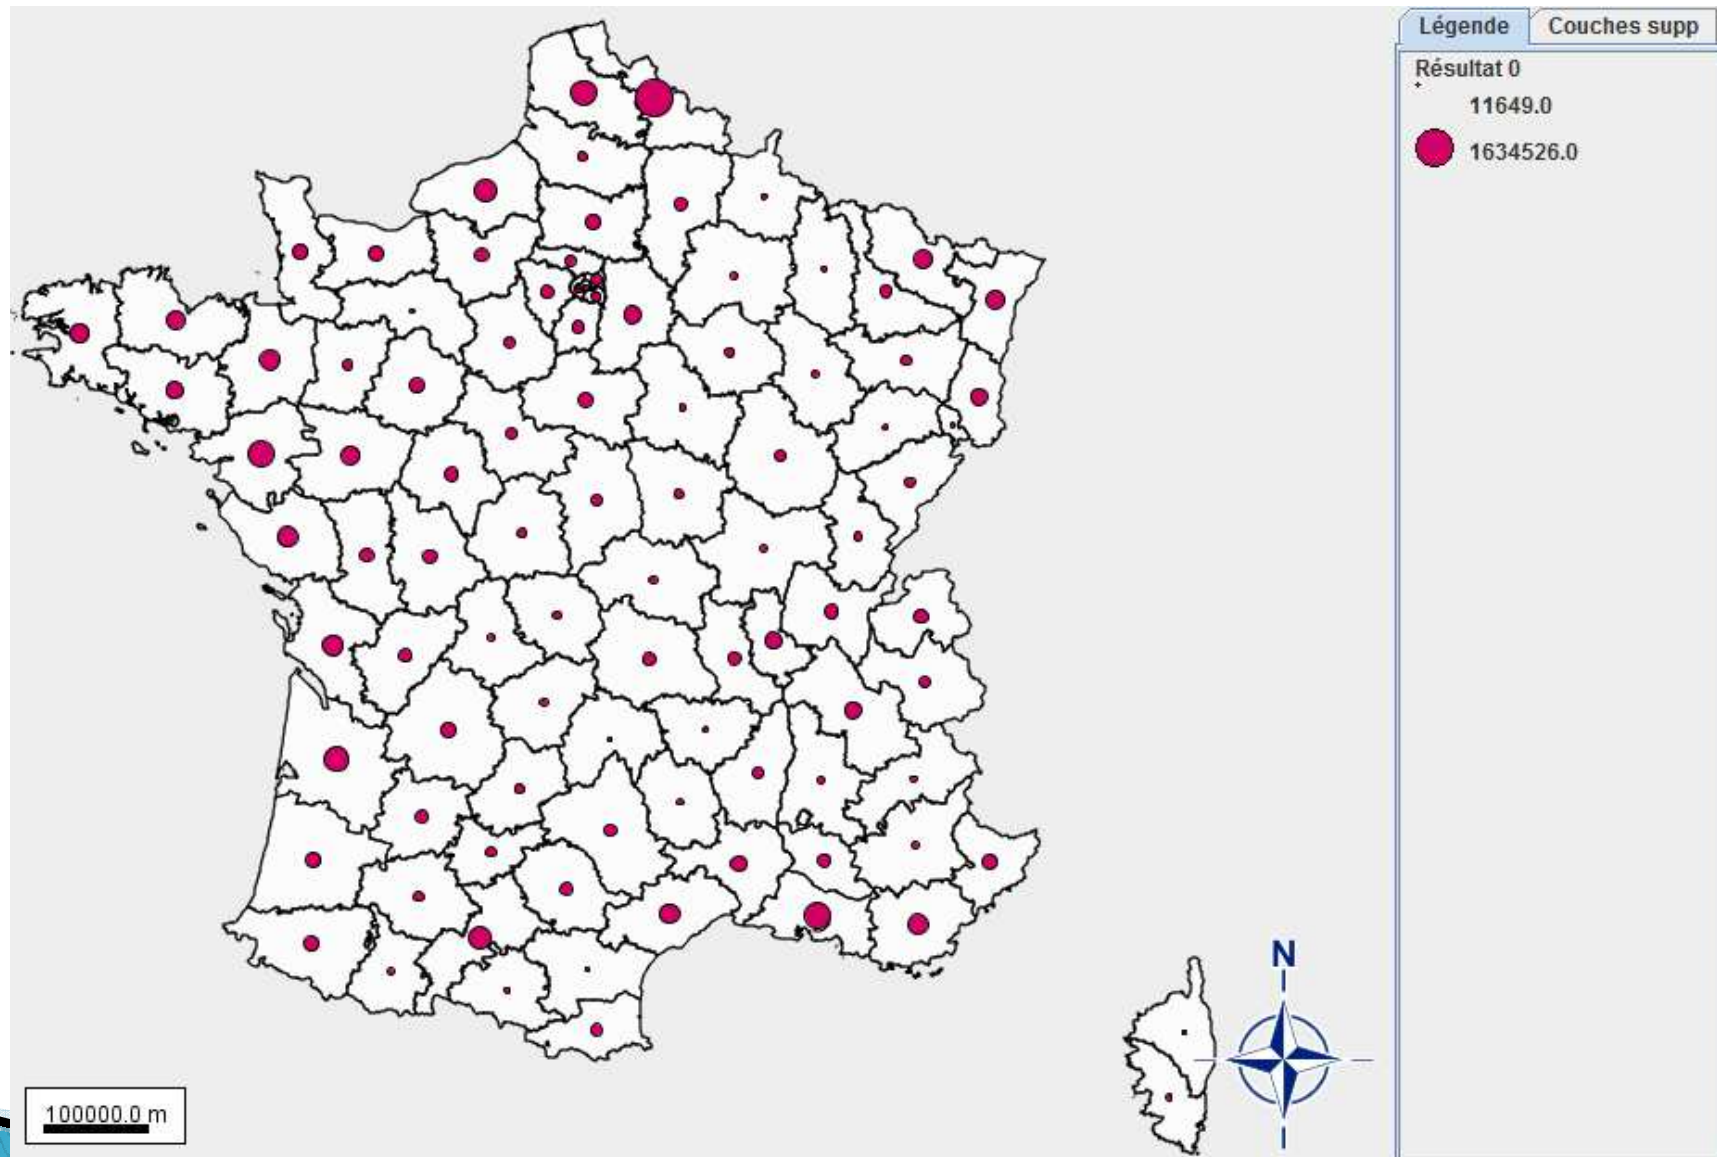 Légende
Couches supp
Résultat 0
11649.0
1634526.0
N
100000.0 m